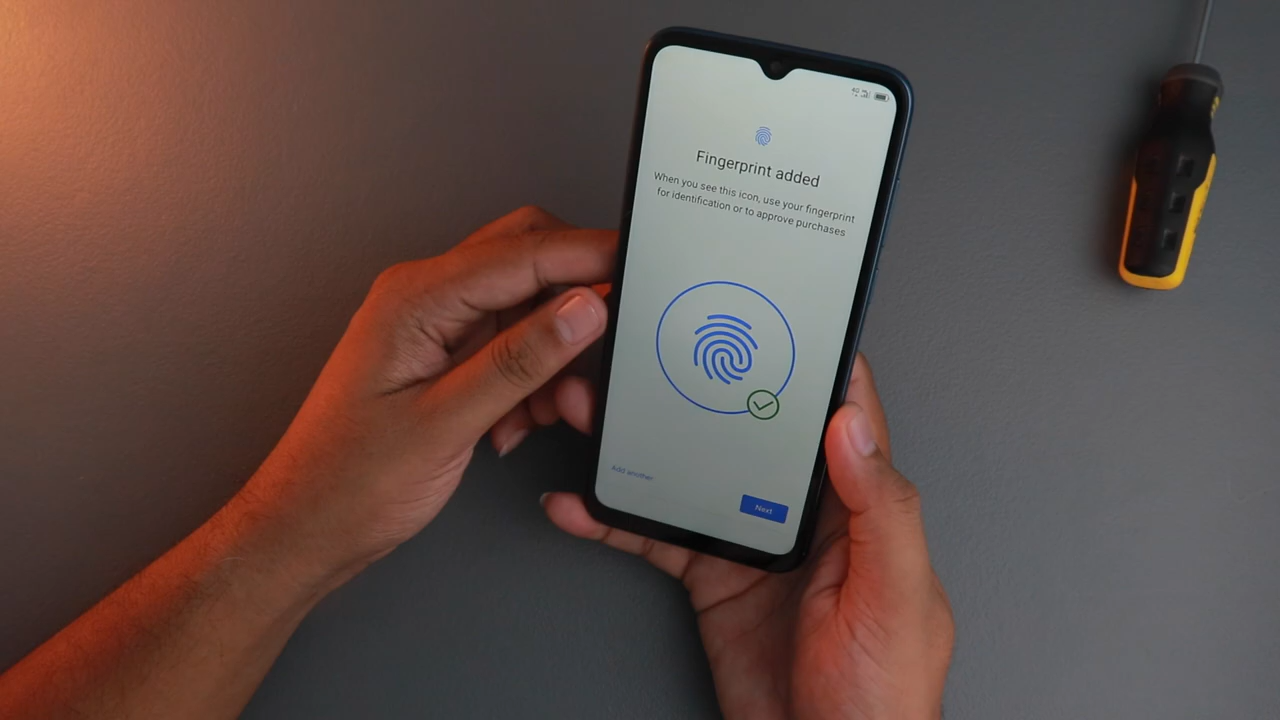 Fingerprint added
When you see this icon, use your fingerprint
for identification or to approve purchases
Add another
Next